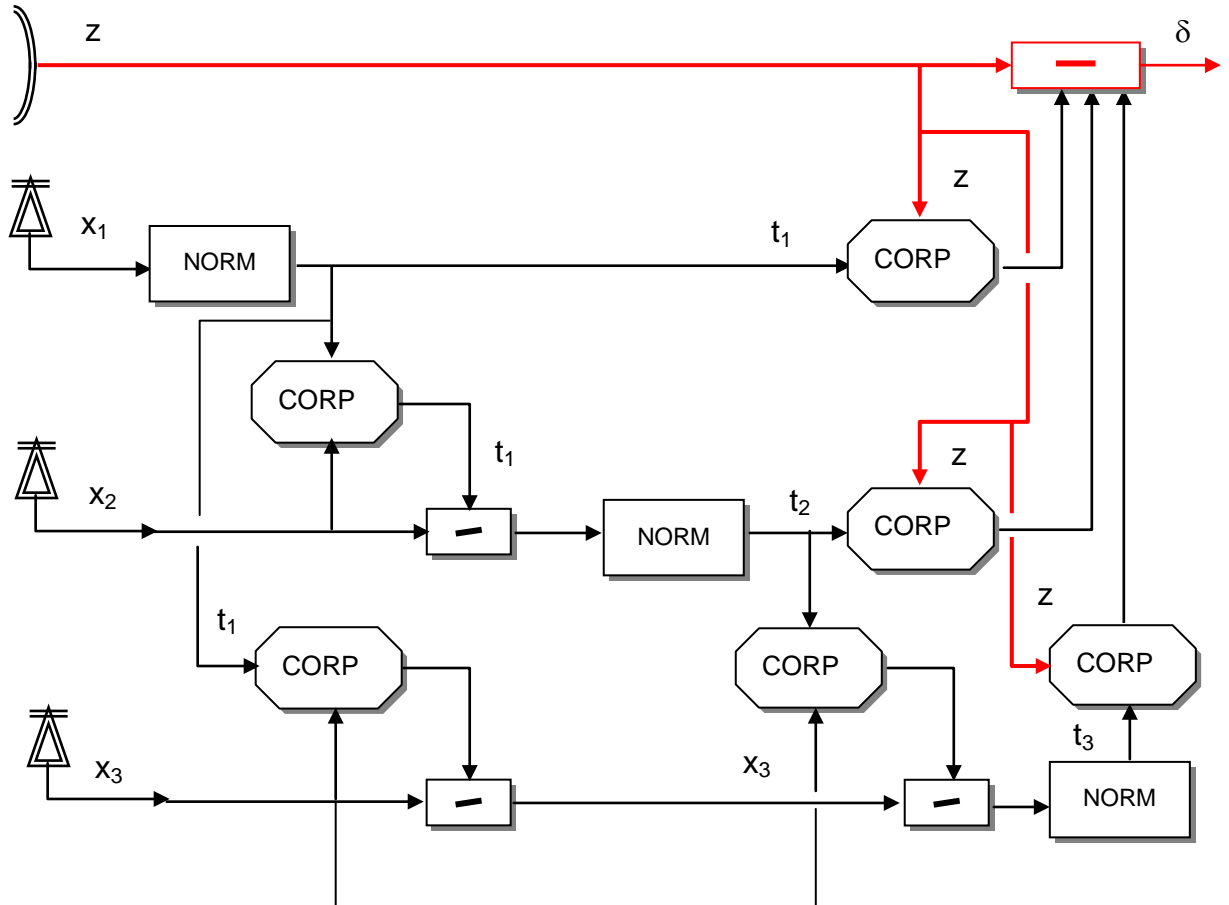 z
δ
z
x₁
NORM
t₁
CORP
CORP
t₁
z
x₂
NORM
t₂
CORP
z
t₁
CORP
CORP
CORP
x₃
x₃
t₃
NORM